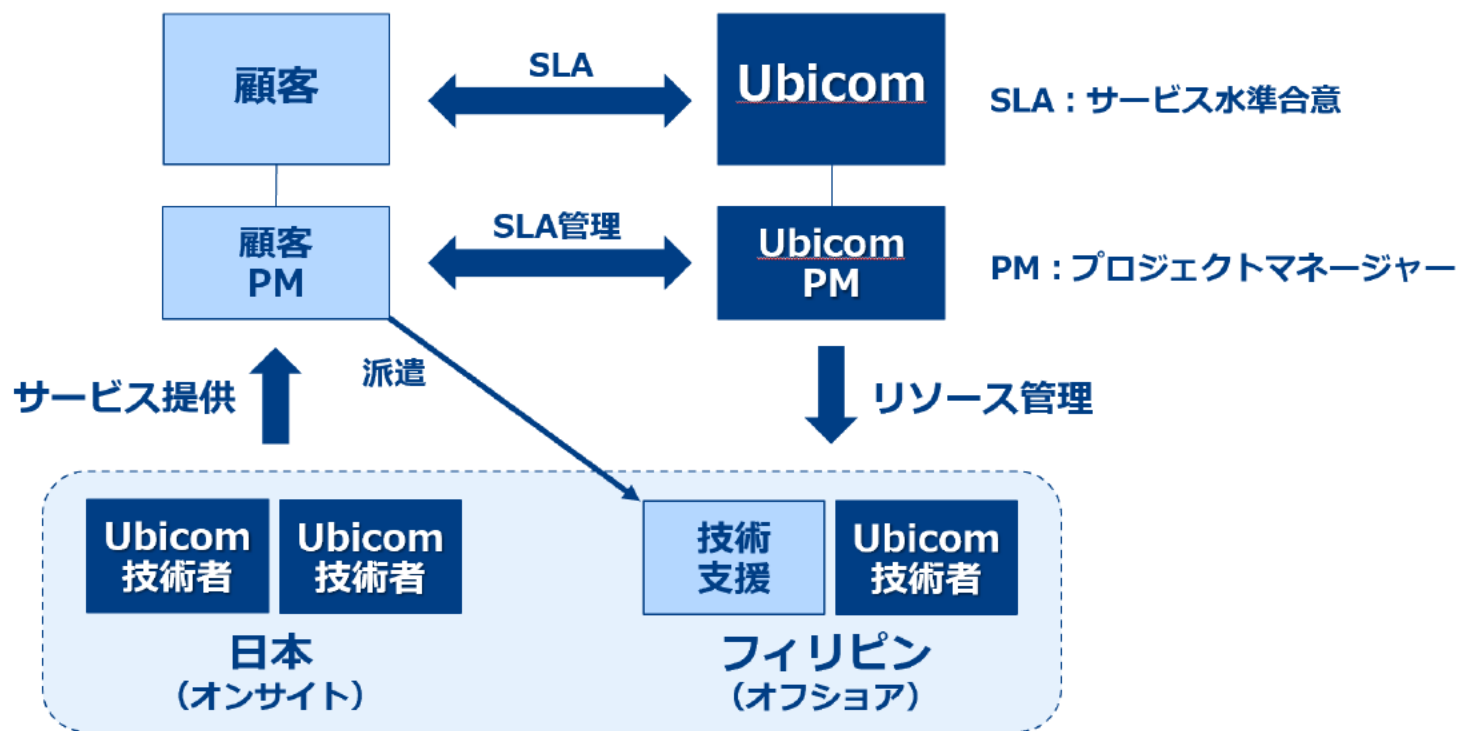 顧客
SLA
Ubicom
SLA：サービス水準合意
顧客
PM
SLA管理
Ubicom
PM
PM：プロジェクトマネージャー
サービス提供
派遣
リソース管理
Ubicom
技術者
Ubicom
技術者
技術
支援
Ubicom
技術者
日本
（オンサイト）
フィリピン
（オフショア）